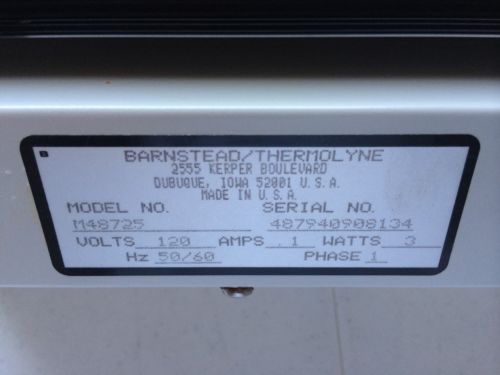 BARNSTEAD/THERMOLYNE
2555 KERPER BOULEVARD
DUBUQUE, IOWA 52001 U.S.A.
MADE IN U.S.A.
MODEL NO. SERIAL NO.
M48725 487940908134
VOLTS 120 AMPS .1 WATTS 3
Hz 50/60 PHASE 1